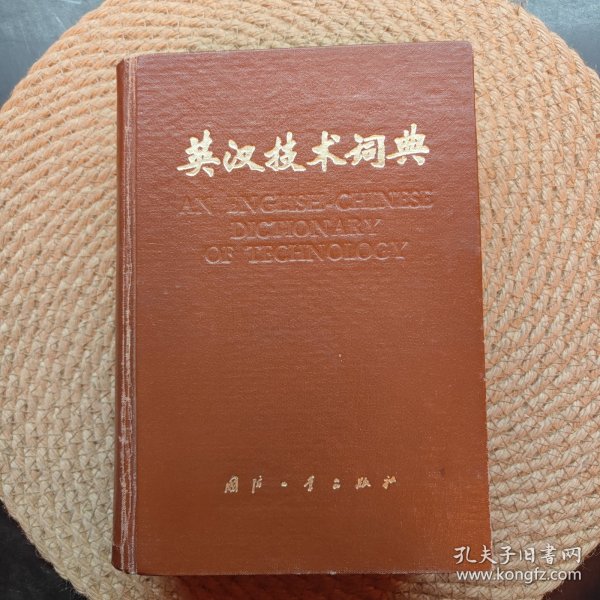 英汉技术词典
AN ENGLISH-CHINESE
DICTIONARY
OF TECHNOLOGY
国防工业出版社
孔夫子旧书网
www.kongfz.com